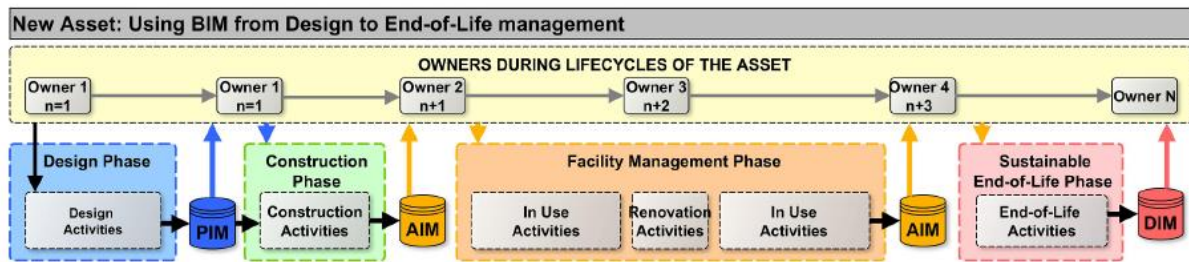 New Asset: Using BIM from Design to End-of-Life management
OWNERS DURING LIFECYCLES OF THE ASSET
Owner 1
n=1
Owner 1
n=1
Owner 2
n+1
Owner 3
n+2
Owner 4
n+3
Owner N
Design Phase
Design
Activities
PIM
Construction
Phase
Construction
Activities
AIM
Facility Management Phase
In Use
Activities
Renovation
Activities
In Use
Activities
AIM
Sustainable
End-of-Life Phase
End-of-Life
Activities
DIM